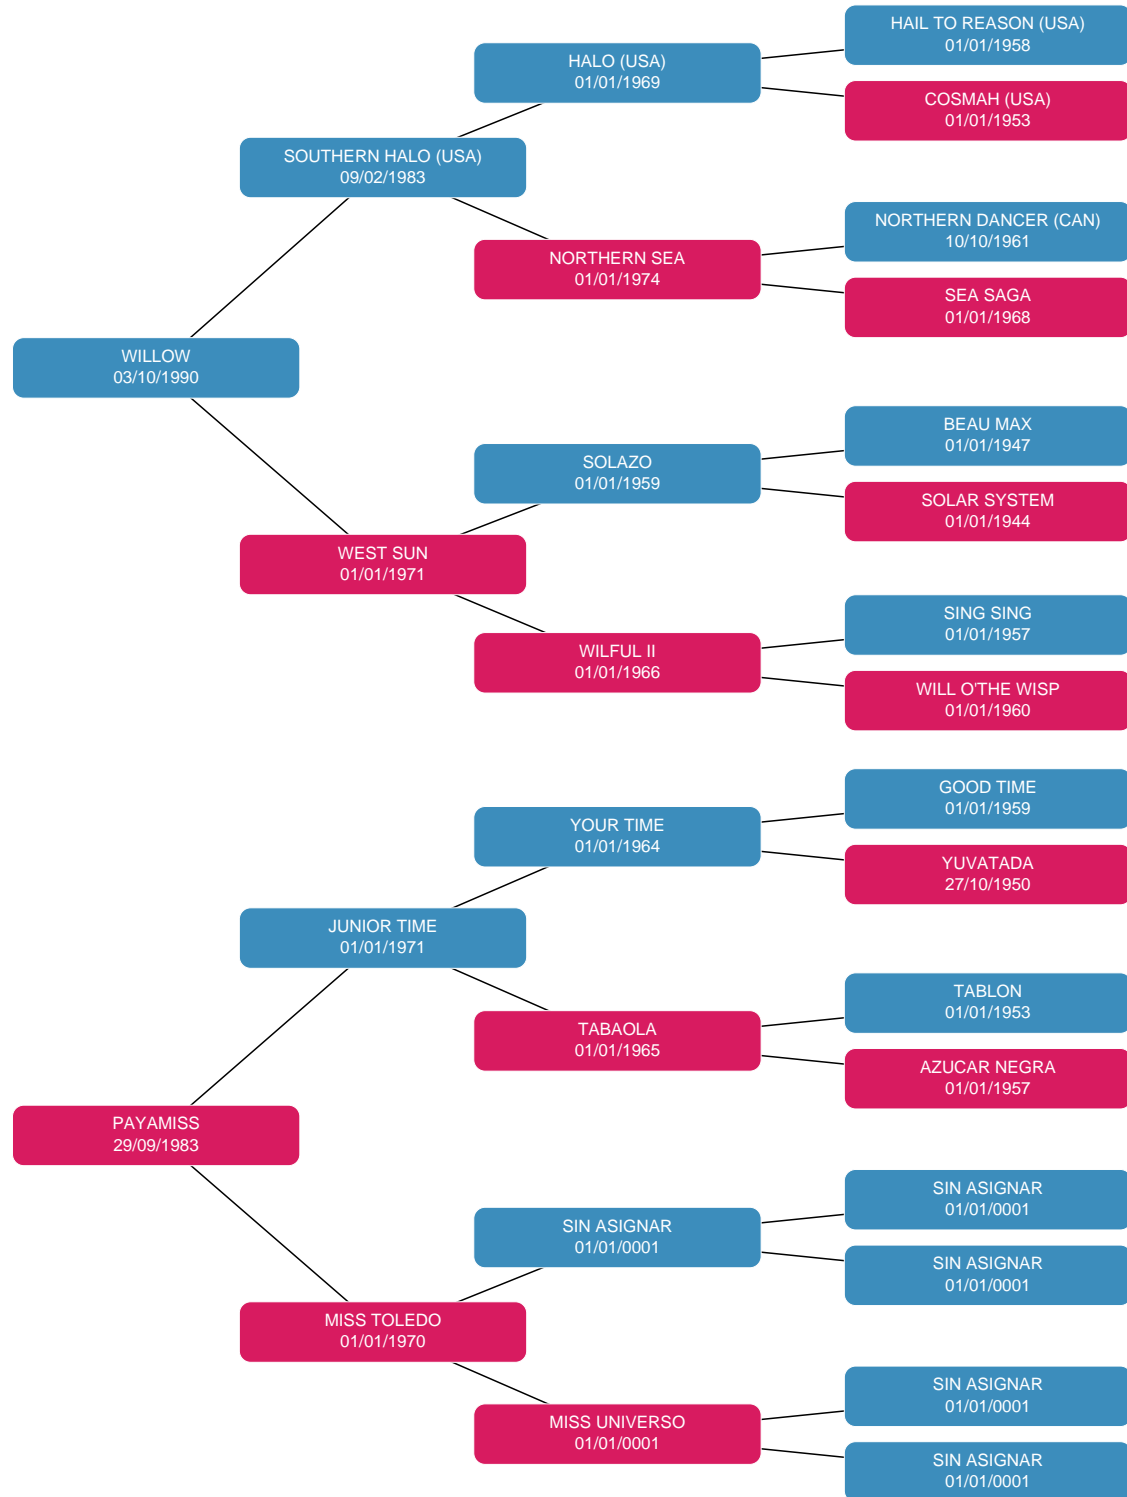 HAIL TO REASON (USA)
01/01/1958
HALO (USA)
01/01/1969
COSMAH (USA)
01/01/1953
SOUTHERN HALO (USA)
09/02/1983
NORTHERN DANCER (CAN)
10/10/1961
NORTHERN SEA
01/01/1974
SEA SAGA
01/01/1968
WILLOW
03/10/1990
BEAU MAX
01/01/1947
SOLAZO
01/01/1959
SOLAR SYSTEM
01/01/1944
WEST SUN
01/01/1971
SING SING
01/01/1957
WILFUL II
01/01/1966
WILL O'THE WISP
01/01/1960
GOOD TIME
01/01/1959
YOUR TIME
01/01/1964
YUVATADA
27/10/1950
JUNIOR TIME
01/01/1971
TABLON
01/01/1953
TABAOLA
01/01/1965
AZUCAR NEGRA
01/01/1957
PAYAMISS
29/09/1983
SIN ASIGNAR
01/01/0001
SIN ASIGNAR
01/01/0001
SIN ASIGNAR
01/01/0001
MISS TOLEDO
01/01/1970
SIN ASIGNAR
01/01/0001
MISS UNIVERSO
01/01/0001
SIN ASIGNAR
01/01/0001